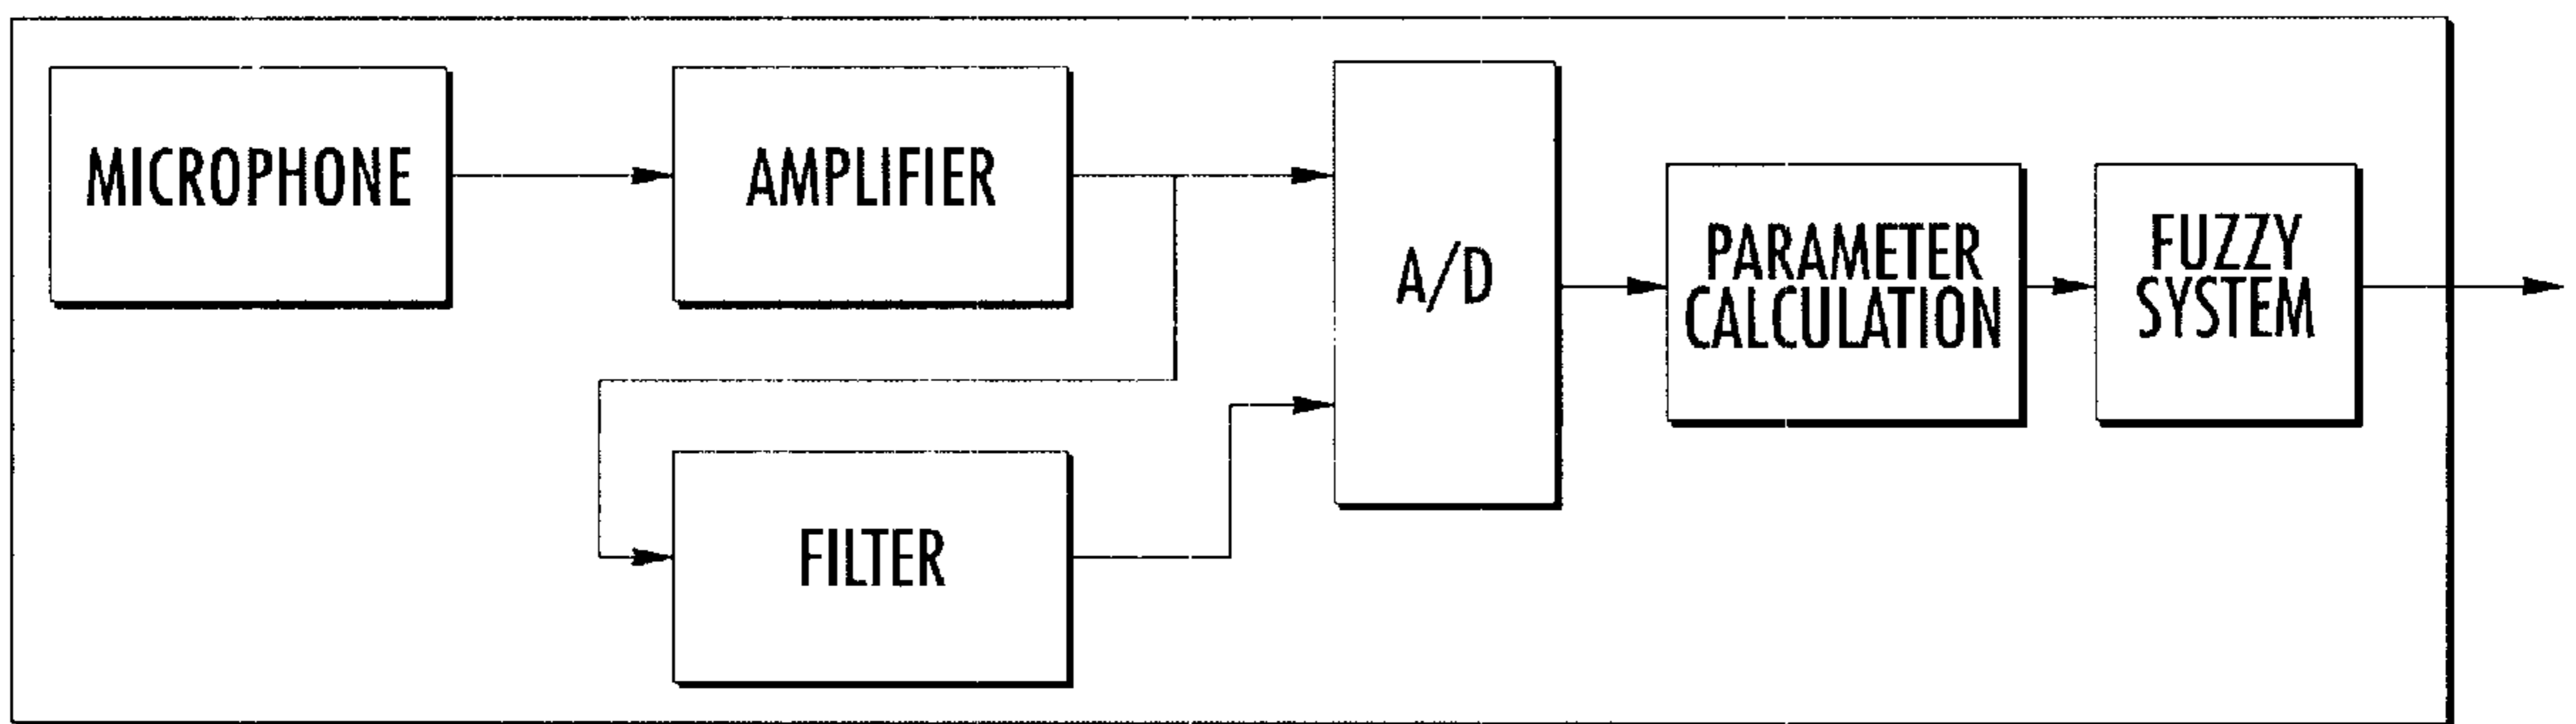 MICROPHONE
AMPLIFIER
A/D
PARAMETER
CALCULATION
FUZZY
SYSTEM
FILTER